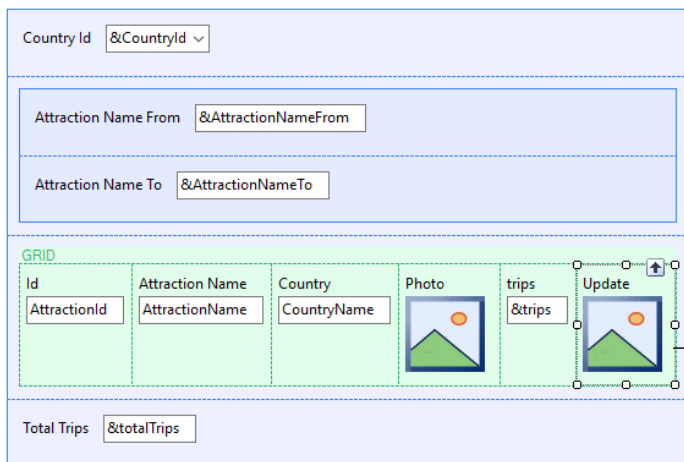 Country Id &CountryId
Attraction Name From &AttractionNameFrom
Attraction Name To &AttractionNameTo
GRID
Id Attraction Name Country Photo trips Update
AttractionId AttractionName CountryName &trips
Total Trips &totalTrips